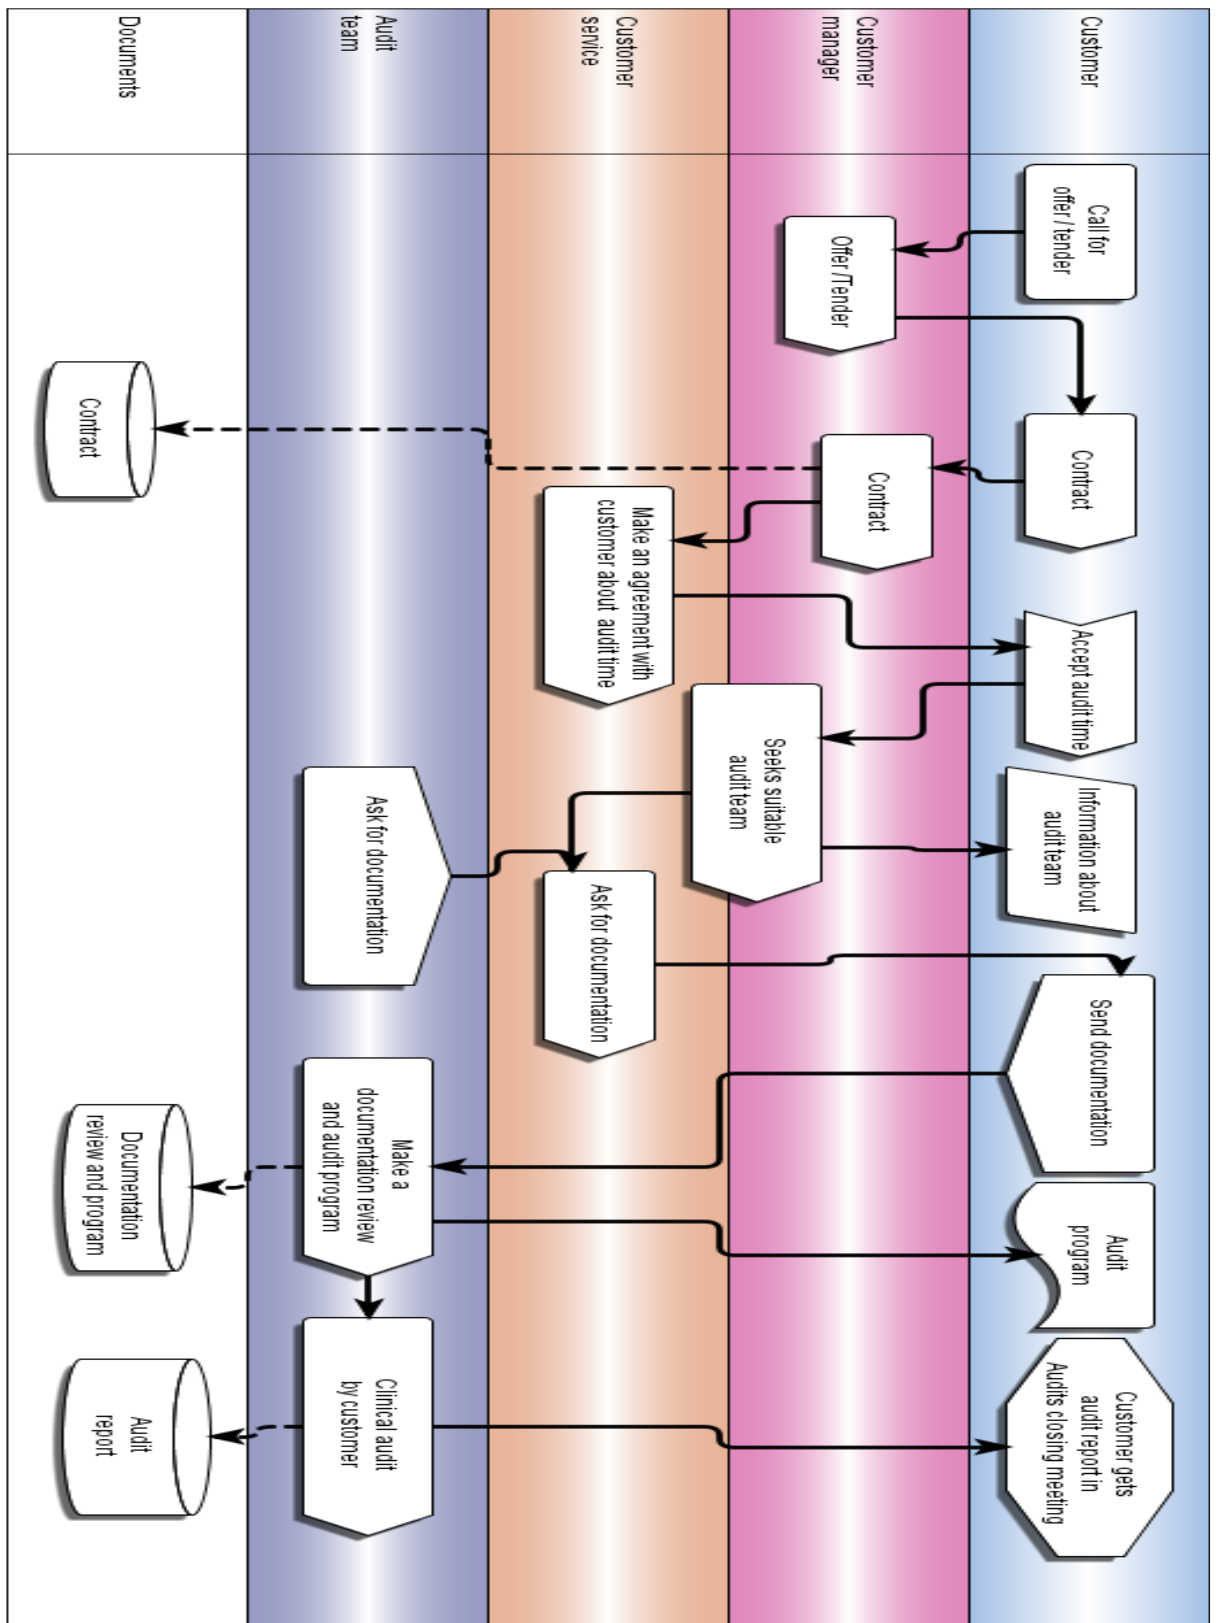 Customer
Call for
offer / tender
Contract
Accept audit time
Information about
audit team
Send documentation
Audit
program
Customer gets
audit report in
Audits closing meeting
Customer
manager
Offer /Tender
Contract
Seeks suitable
audit team
Customer
service
Make an agreement with
customer about audit time
Ask for documentation
Audit
team
Ask for documentation
Make a
documentation review
and audit program
Clinical audit
by customer
Documents
Contract
Documentation
review and program
Audit
report